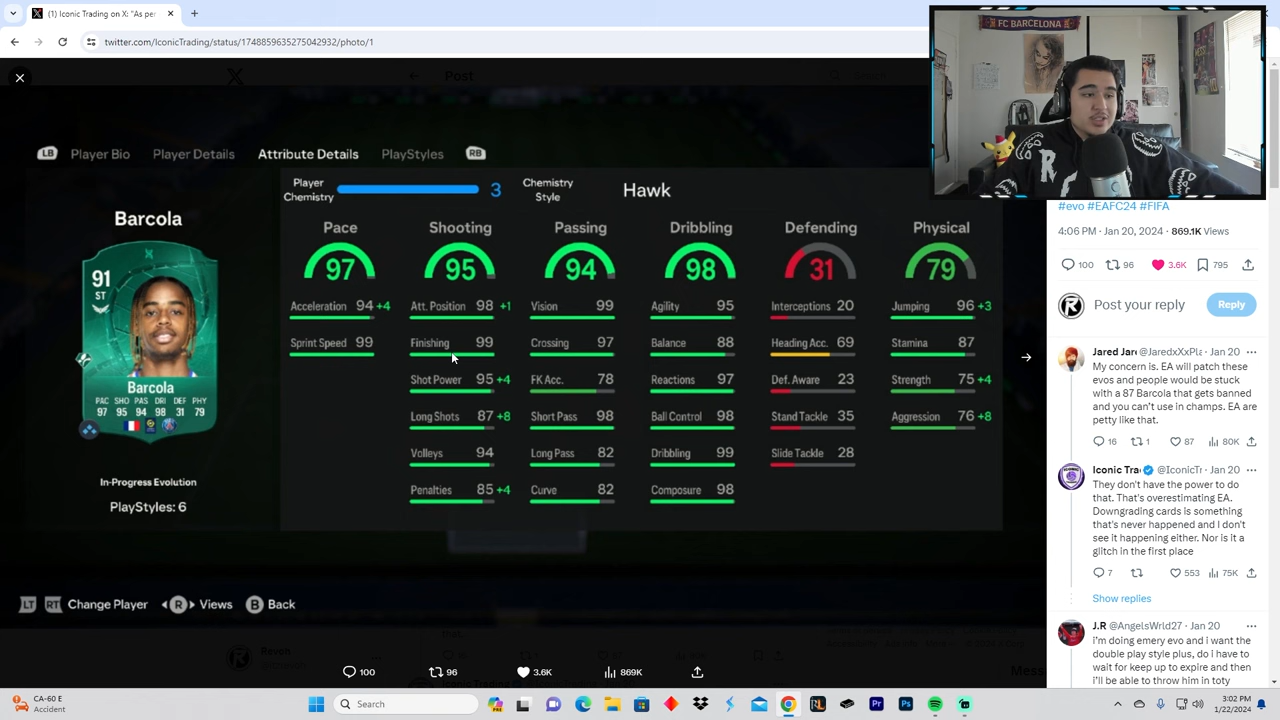 (1) Iconic Trading on X: "As pe
twitter.com/IconicTrading/status/
/photo/1
Post
FC BARCELONA
LB Player Bio Player Details Attribute Details PlayStyles RB
Player Chemistry 3 Chemistry Style Hawk
Barcola
91
ST
Barcola
PAC SHO PAS DRI DEF PHY
97 95 94 98 31 79
In-Progress Evolution
PlayStyles: 6
Pace
97
Acceleration 94 +4
Sprint Speed 99
Shooting
95
Att. Position 98 +1
Finishing 99
Shot Power 95 +4
Long Shots 87 +8
Volleys 94
Penalties +4
Passing
94
Vision 99
Crossing 97
FK Acc. 78
Short Pass 98
Long Pass 82
Curve 82
Dribbling
98
Agility 95
Balance 88
Reactions 97
Ball Control 98
Dribbling 99
Composure 98
Defending
31
Interceptions 20
Heading Acc. 69
Def. Aware 23
Stand Tackle 35
Slide Tackle 28
Physical
79
Jumping 96 +3
Stamina 87
Strength 75 +4
Aggression 76 +8
LT RT Change Player R Views B Back
100 96 3.6K 869K
#evo #EAFC24 #FIFA
4:06 PM · Jan 20, 2024 · 869.1K Views
100 96 3.6K 795
Post your reply Reply
Jared Jare @JaredxXxPla · Jan 20 ...
My concern is. EA will patch these
evos and people would be stuck
with a 87 Barcola that gets banned
and you can't use in champs. EA are
petty like that.
16 1 87 80K
Iconic Tra @IconicTr · Jan 20 ...
They don't have the power to do
that. That's overestimating EA.
Downgrading cards is something
that's never happened and I don't
see it happening either. Nor is it a
glitch in the first place
7 553 75K
Show replies
J.R @AngelsWrld27 · Jan 20 ...
i'm doing emery evo and i want the
double play style plus, do i have to
wait for keep up to expire and then
i'll be able to throw him in toty
Revon
CA-60 E
Accident
Search
3:02 PM
1/22/2024